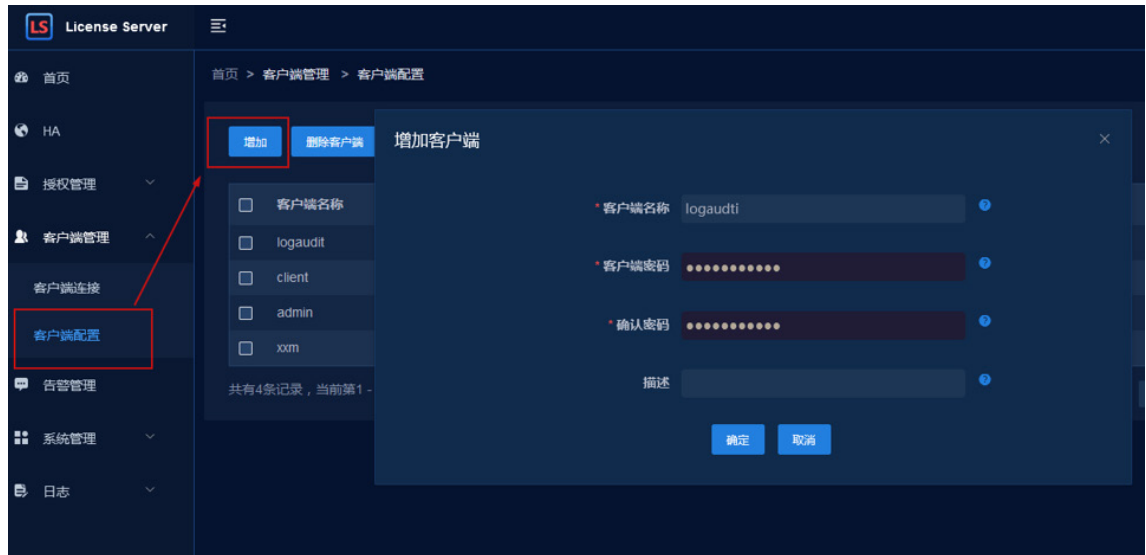 LS License Server
首页
HA
授权管理
客户端管理
客户端连接
客户端配置
告警管理
系统管理
日志
首页 > 客户端管理 > 客户端配置
增加 删除客户端
客户端名称
logaudit
client
admin
xxm
共有4条记录，当前第1 -
增加客户端
* 客户端名称 logaudti
* 客户端密码 ●●●●●●●●●●●
* 确认密码 ●●●●●●●●●●●
描述
确定 取消